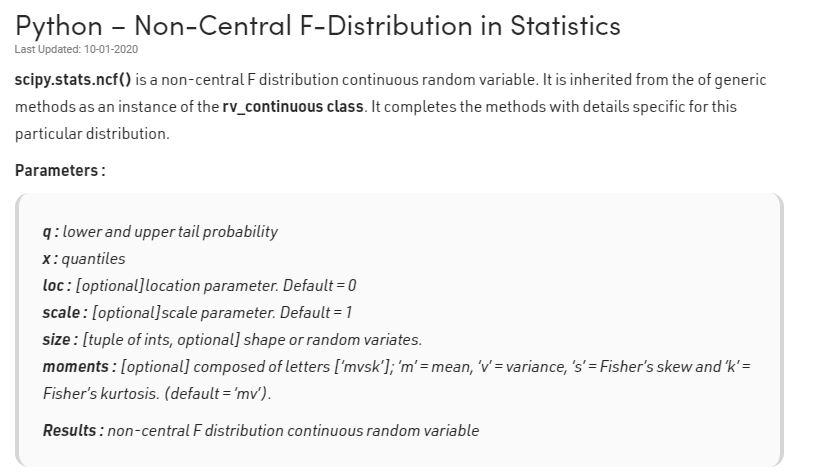 Python – Non-Central F-Distribution in Statistics
Last Updated: 10-01-2020
scipy.stats.ncf() is a non-central F distribution continuous random variable. It is inherited from the of generic
methods as an instance of the rv_continuous class. It completes the methods with details specific for this
particular distribution.
Parameters :
q : lower and upper tail probability
x : quantiles
loc : [optional]location parameter. Default = 0
scale : [optional]scale parameter. Default = 1
size : [tuple of ints, optional] shape or random variates.
moments : [optional] composed of letters [‘mvsk’]; ‘m’ = mean, ‘v’ = variance, ‘s’ = Fisher’s skew and ‘k’ =
Fisher’s kurtosis. (default = ‘mv’).
Results : non-central F distribution continuous random variable